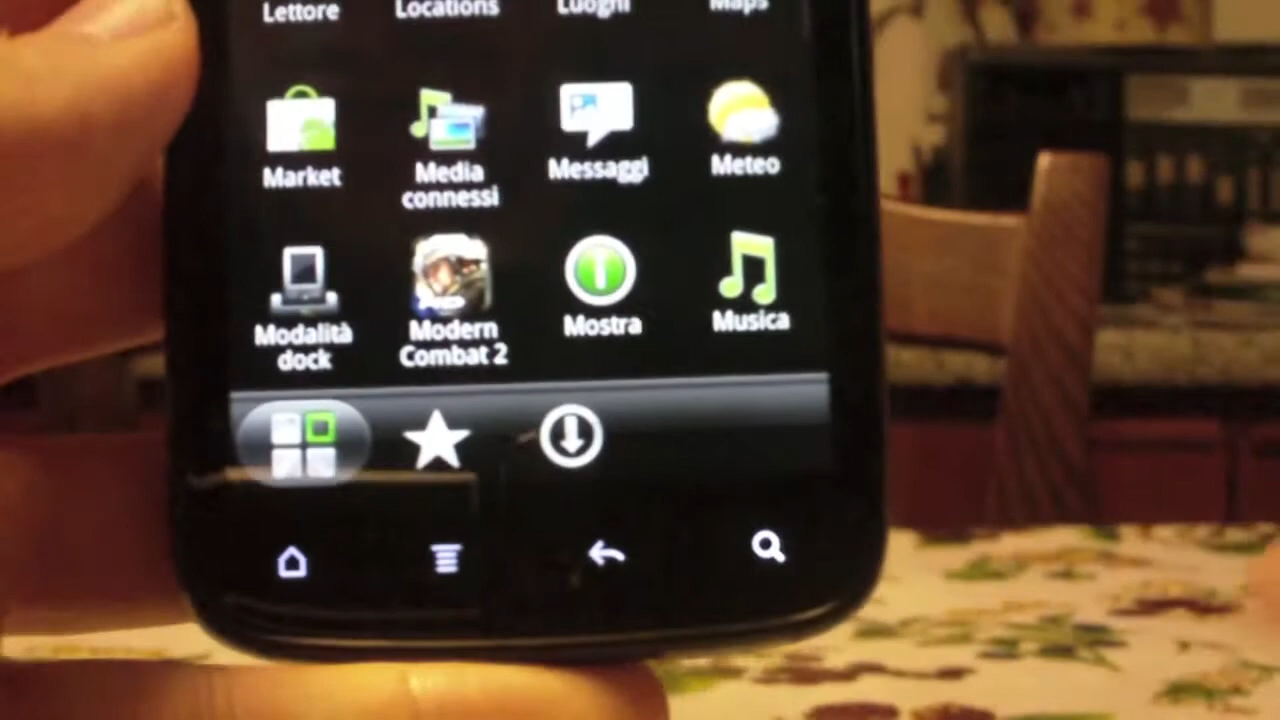 Lettore Locations Luoghi Maps
Market Media connessi Messaggi Meteo
Modalità dock Modern Combat 2 Mostra Musica